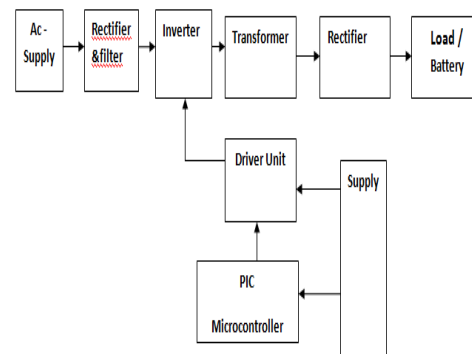 Ac -
Supply
Rectifier
&filter
Inverter
Transformer
Rectifier
Load /
Battery
Driver Unit
Supply
PIC
Microcontroller